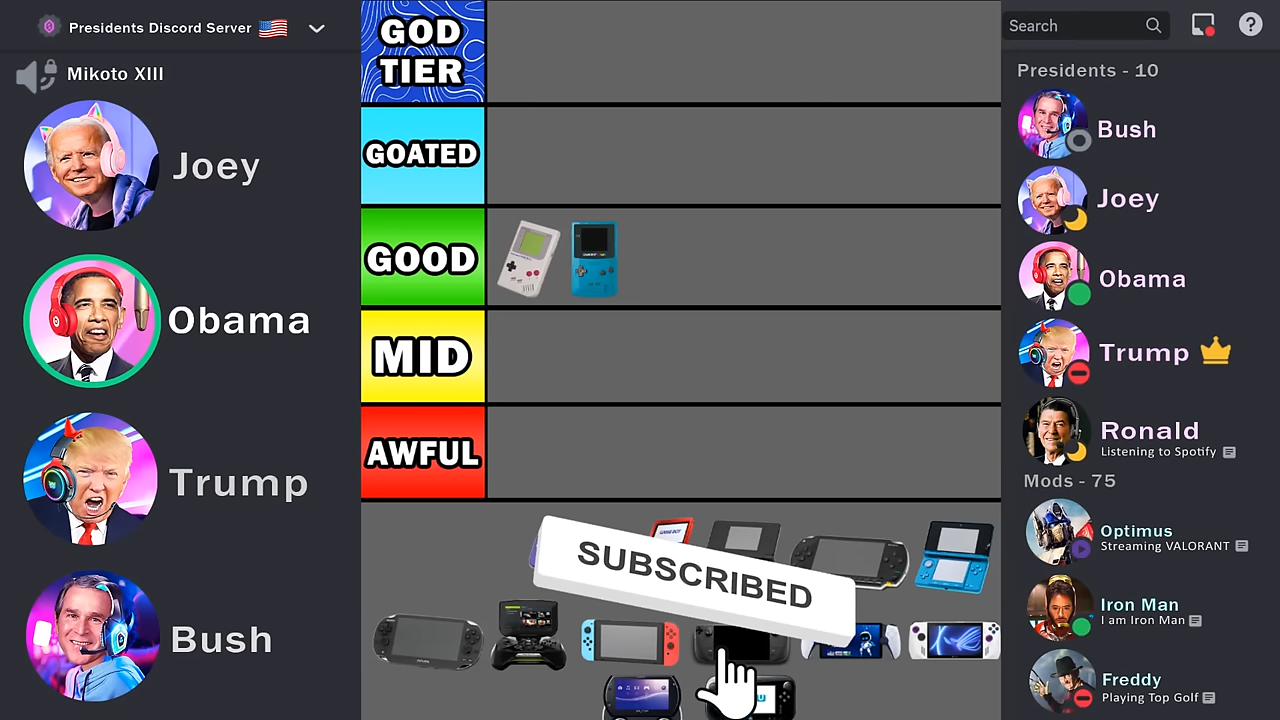 Presidents Discord Server
Mikoto XIII
Joey
Obama
Trump
Bush
GOD
TIER
GOATED
GOOD
MID
AWFUL
SUBSCRIBED
Search
?
Presidents - 10
Bush
Joey
Obama
Trump
Ronald
Listening to Spotify
Mods - 75
Optimus
Streaming VALORANT
Iron Man
I am Iron Man
Freddy
Playing Top Golf